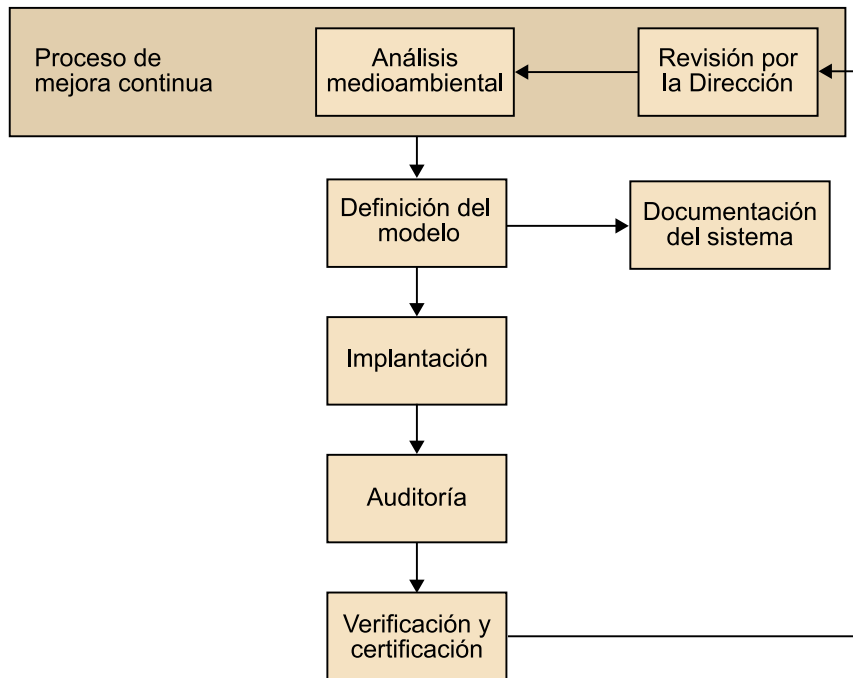 Proceso de
mejora continua
Análisis
medioambiental
Revisión por
la Dirección
Definición del
modelo
Documentación
del sistema
Implantación
Auditoría
Verificación y
certificación